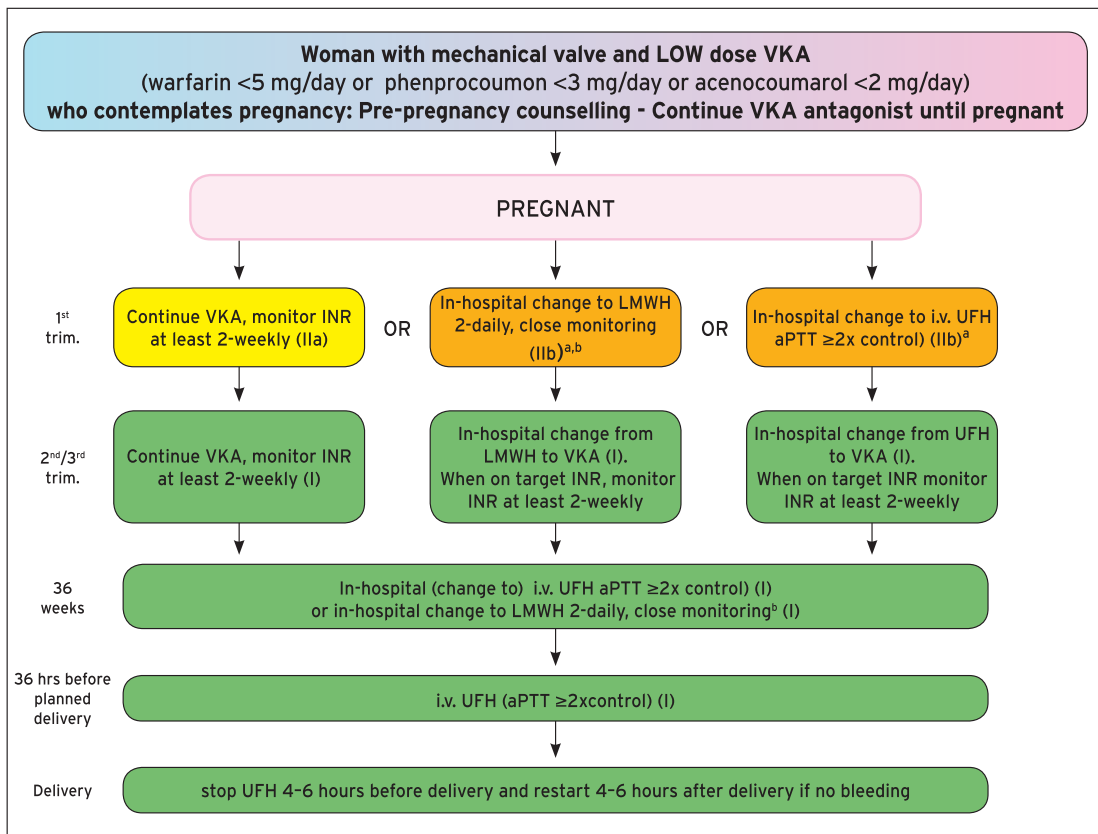 Woman with mechanical valve and LOW dose VKA
(warfarin <5 mg/day or phenprocoumon <3 mg/day or acenocoumarol <2 mg/day)
who contemplates pregnancy: Pre-pregnancy counselling - Continue VKA antagonist until pregnant
PREGNANT
1st
trim.
Continue VKA, monitor INR
at least 2-weekly (IIa)
OR
In-hospital change to LMWH
2-daily, close monitoring
(IIb)a,b
OR
In-hospital change to i.v. UFH
aPTT ≥2x control) (IIb)a
2nd/3rd
trim.
Continue VKA, monitor INR
at least 2-weekly (I)
In-hospital change from
LMWH to VKA (I).
When on target INR, monitor
INR at least 2-weekly
In-hospital change from UFH
to VKA (I).
When on target INR monitor
INR at least 2-weekly
36
weeks
In-hospital (change to) i.v. UFH aPTT ≥2x control) (I)
or in-hospital change to LMWH 2-daily, close monitoringb (I)
36 hrs before
planned
delivery
i.v. UFH (aPTT ≥2xcontrol) (I)
Delivery
stop UFH 4–6 hours before delivery and restart 4–6 hours after delivery if no bleeding